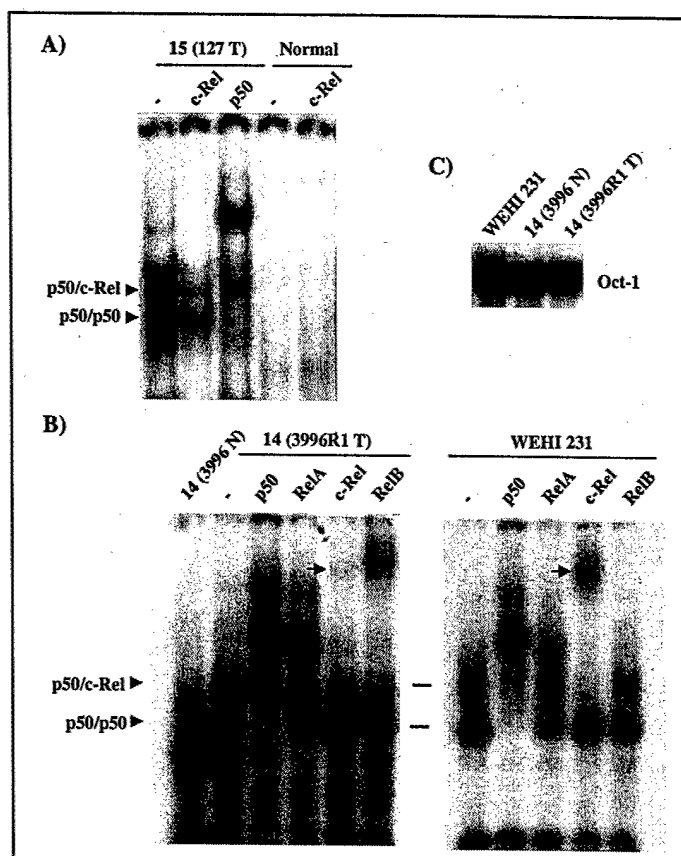 A)
15 (127 T)
Normal
-
c-Rel
p50
-
c-Rel
p50/c-Rel
p50/p50
C)
WEHI 231
14 (3996 N)
14 (3996R1 T)
Oct-1
B)
14 (3996 N)
14 (3996R1 T)
-
p50
RelA
c-Rel
RelB
WEHI 231
-
p50
RelA
c-Rel
RelB
p50/c-Rel
p50/p50